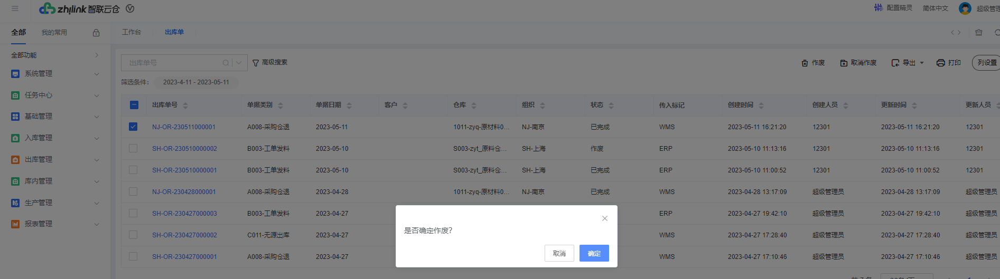 zhilink 智联云仓
配置精灵 简体中文 超级管理
全部 我的常用
工作台 出库单
全部功能
系统管理
任务中心
基础管理
入库管理
出库管理
库内管理
生产管理
报表管理
出库单号 高级搜索
作废 取消作废 导出 打印 列设置
筛选条件: 2023-4-11 - 2023-05-11
出库单号 单据类别 单据日期 客户 仓库 组织 状态 传入标记 创建时间 创建人员 更新时间 更新人员
NJ-OR-230511000001 A008-采购仓退 2023-05-11 1011-zyq-原材料0... NJ-南京 已完成 WMS 2023-05-11 16:21:20 12301 2023-05-11 16:21:20 12301
SH-OR-230510000002 B003-工单发料 2023-05-10 S003-zyt_原料仓... SH-上海 作废 ERP 2023-05-10 11:13:16 12301 2023-05-10 11:13:16 12301
SH-OR-230510000001 B003-工单发料 2023-05-10 S003-zyt_原料仓... SH-上海 已完成 ERP 2023-05-10 11:00:52 12301 2023-05-10 11:00:52 12301
NJ-OR-230428000001 A008-采购仓退 2023-04-28 1011-zyq-原材料0... NJ-南京 已完成 WMS 2023-04-28 13:17:09 超级管理员 2023-04-28 13:17:09 超级管理员
SH-OR-230427000003 B003-工单发料 2023-04-27 ERP 2023-04-27 19:42:10 超级管理员 2023-04-27 19:42:10 超级管理员
SH-OR-230427000002 C011-无源出库 2023-04-27 WMS 2023-04-27 17:28:40 超级管理员 2023-04-27 17:28:40 超级管理员
SH-OR-230427000001 A008-采购仓退 2023-04-27 WMS 2023-04-27 17:10:46 超级管理员 2023-04-27 17:10:46 超级管理员
是否确定作废?
取消 确定